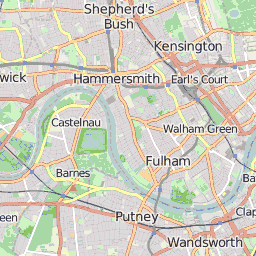 Shepherd's
Bush
Kensington
wick
Hammersmith
Earl's Court
Castelnau
Walham Green
Fulham
Barnes
Ba
Putney
Clap
een
Wandsworth